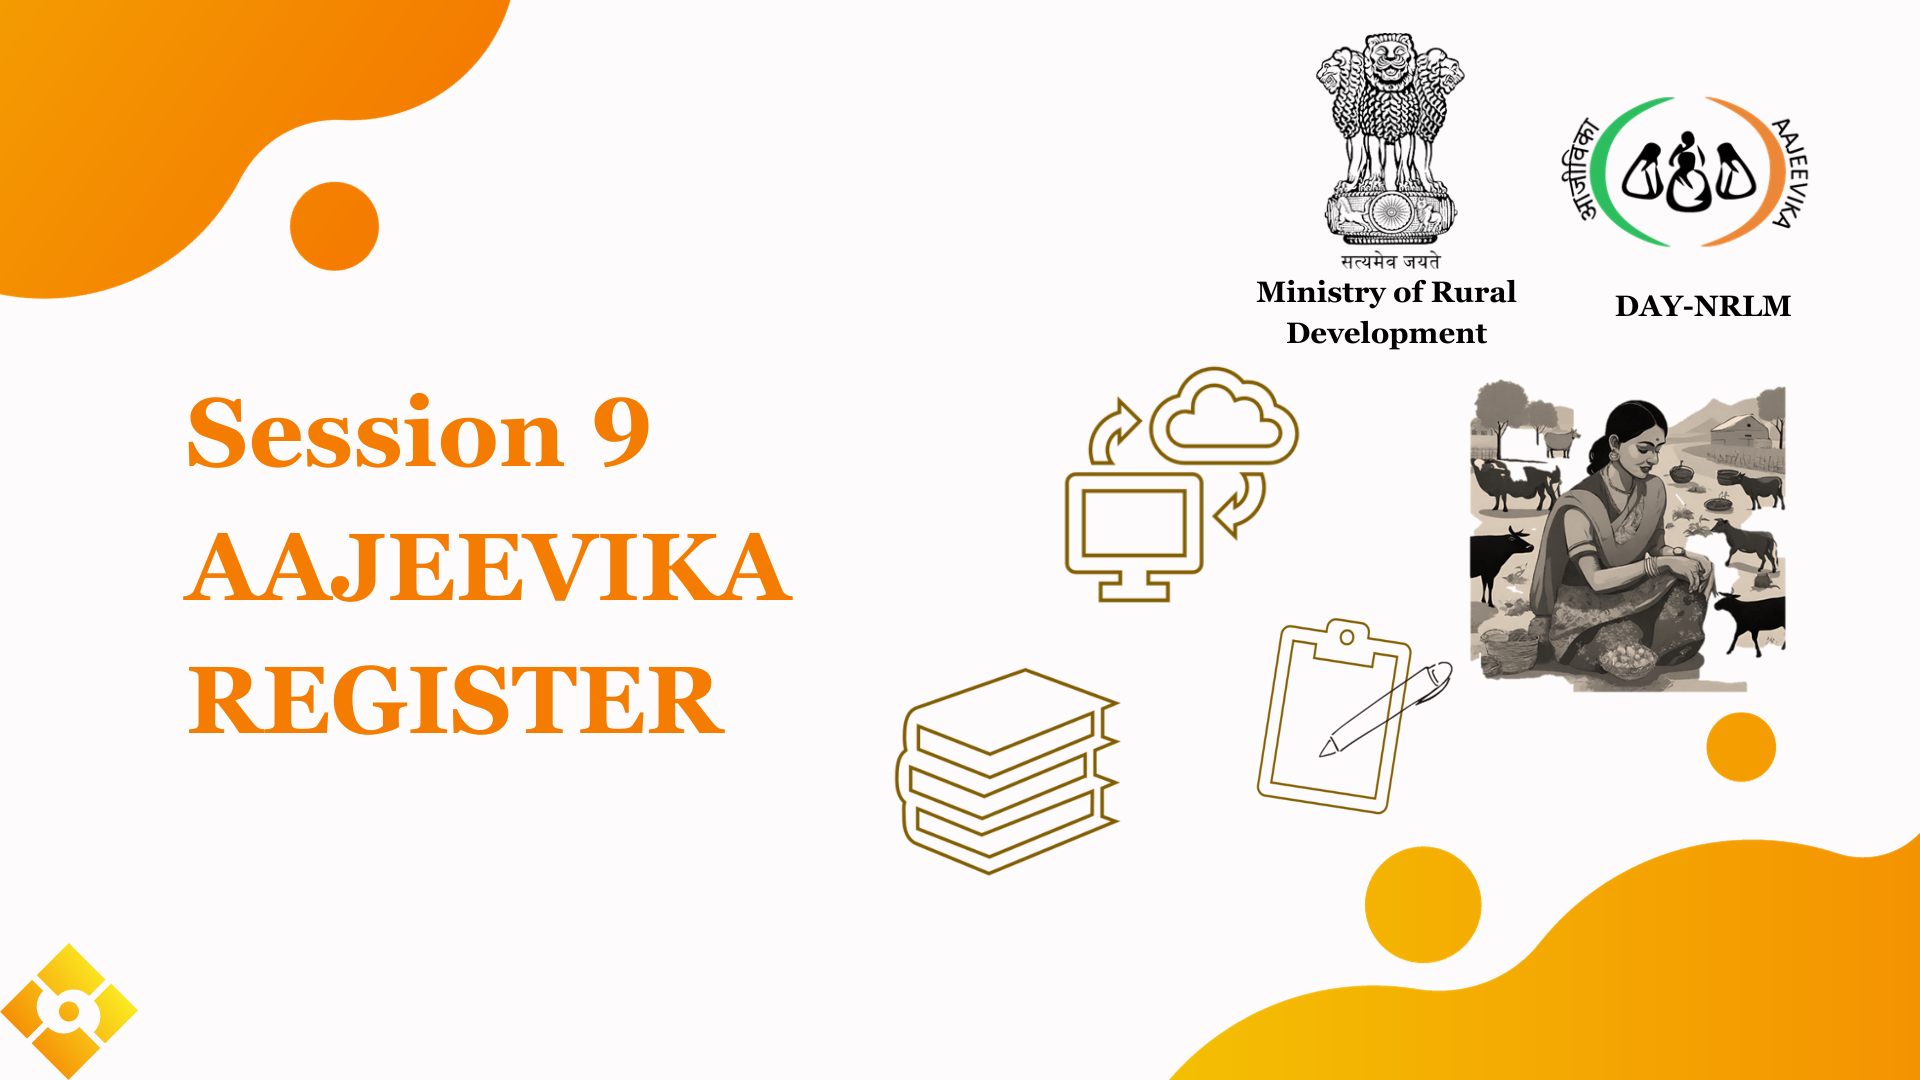 सत्यमेव जयते
Ministry of Rural
Development
आजीविका
AAJEEVIKA
DAY-NRLM
Session 9
AAJEEVIKA
REGISTER